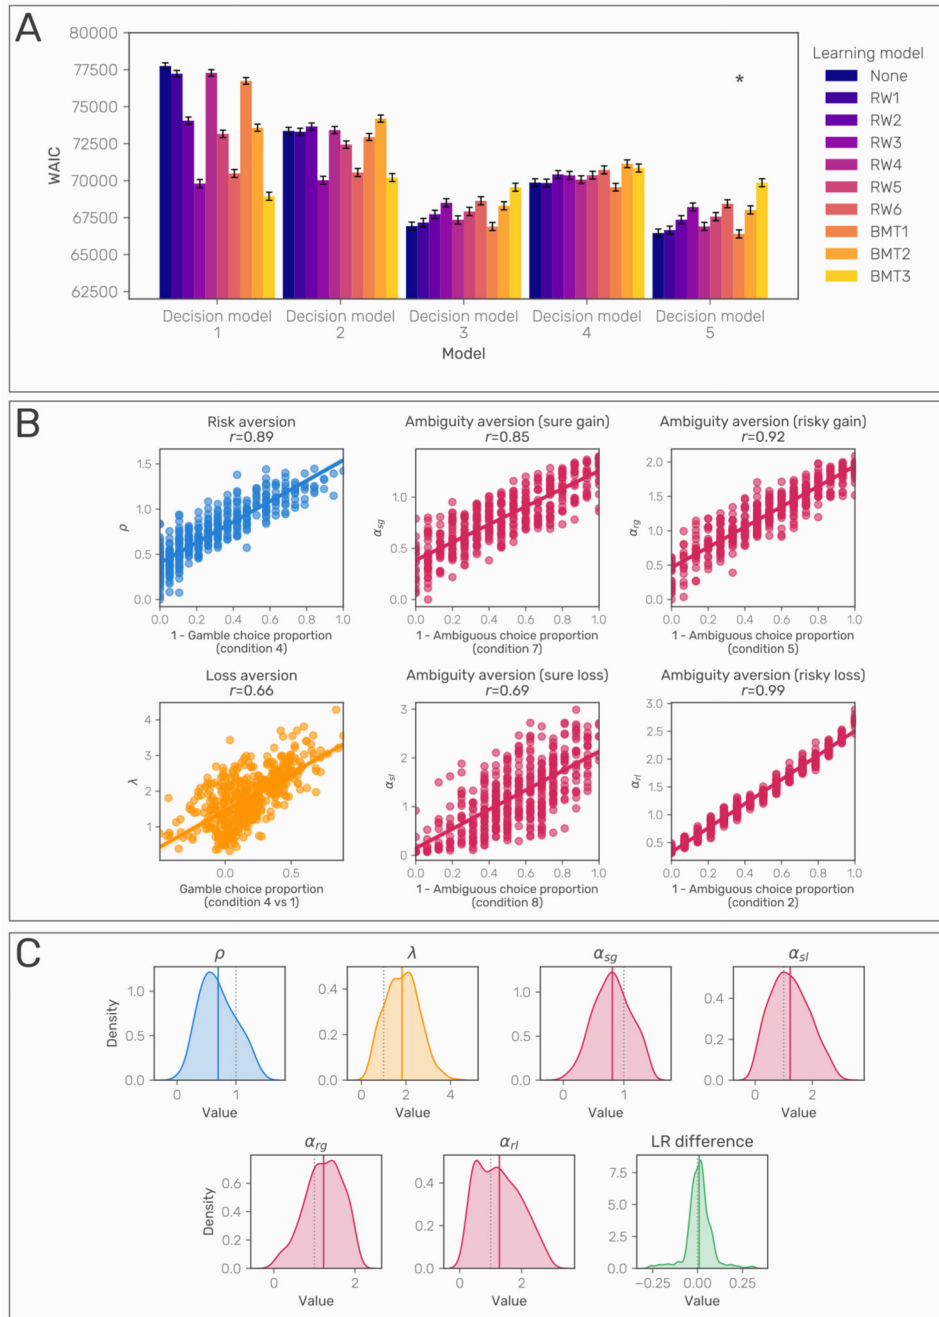 A
80000
77500
75000
72500
70000
67500
65000
62500
WAIC
*
Decision model
1
Decision model
2
Decision model
3
Decision model
4
Decision model
5
Model
Learning model
None
RW1
RW2
RW3
RW4
RW5
RW6
BMT1
BMT2
BMT3
B
Risk aversion
r=0.89
1.5
1.0
0.5
0.0
ρ
0.0 0.2 0.4 0.6 0.8 1.0
1 - Gamble choice proportion
(condition 4)
Ambiguity aversion (sure gain)
r=0.85
1.0
0.5
0.0
αsg
0.0 0.2 0.4 0.6 0.8 1.0
1 - Ambiguous choice proportion
(condition 7)
Ambiguity aversion (risky gain)
r=0.92
2.0
1.5
1.0
0.5
0.0
αrg
0.0 0.2 0.4 0.6 0.8 1.0
1 - Ambiguous choice proportion
(condition 5)
Loss aversion
r=0.66
4
3
2
1
λ
0.0 0.5
Gamble choice proportion
(condition 4 vs 1)
Ambiguity aversion (sure loss)
r=0.69
3
2
1
0
αsl
0.0 0.2 0.4 0.6 0.8 1.0
1 - Ambiguous choice proportion
(condition 8)
Ambiguity aversion (risky loss)
r=0.99
3.0
2.5
2.0
1.5
1.0
0.5
αrl
0.0 0.2 0.4 0.6 0.8 1.0
1 - Ambiguous choice proportion
(condition 2)
C
ρ
1.0
0.5
0.0
Density
0 1
Value
λ
0.4
0.2
0.0
0 2 4
Value
αsg
1.0
0.5
0.0
0 1
Value
αsl
0.4
0.2
0.0
0 2
Value
αrg
0.6
0.4
0.2
0.0
Density
0 2
Value
αrl
0.4
0.2
0.0
0 2
Value
LR difference
7.5
5.0
2.5
0.0
−0.25 0.00 0.25
Value